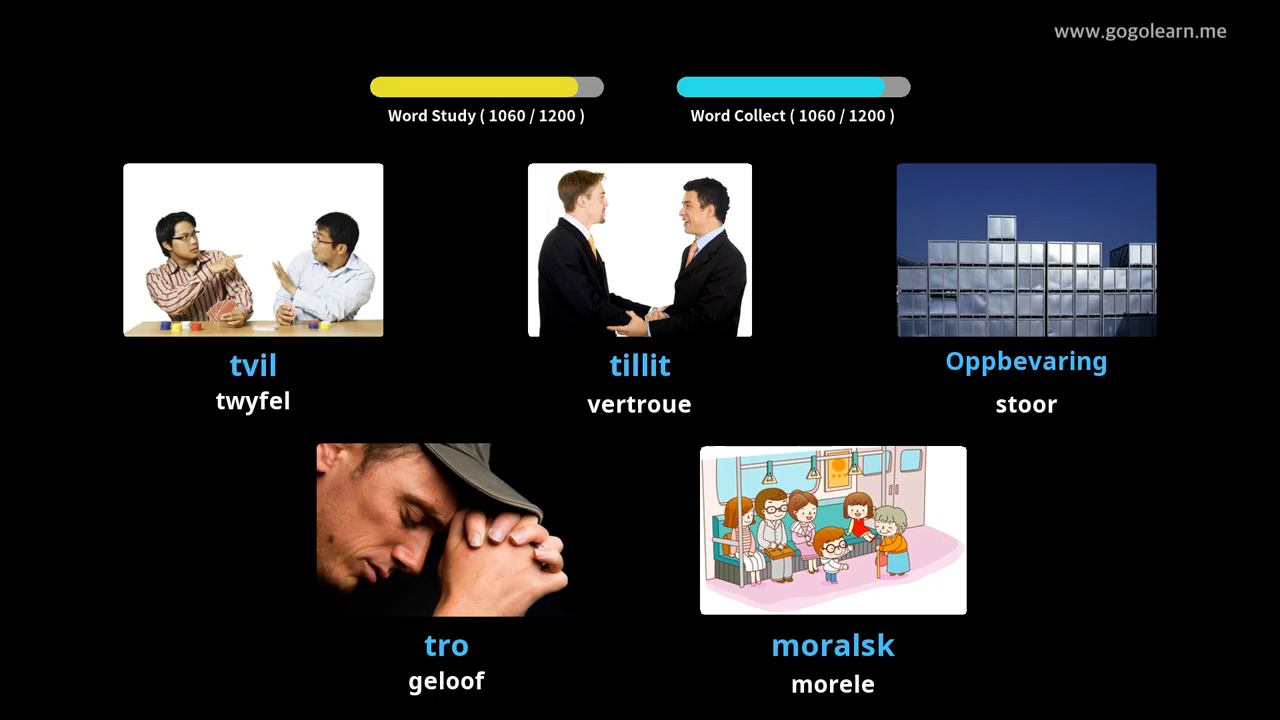 www.gogolearn.me
Word Study ( 1060 / 1200 )
Word Collect ( 1060 / 1200 )
tvil
twyfel
tillit
vertroue
Oppbevaring
stoor
tro
geloof
moralsk
morele